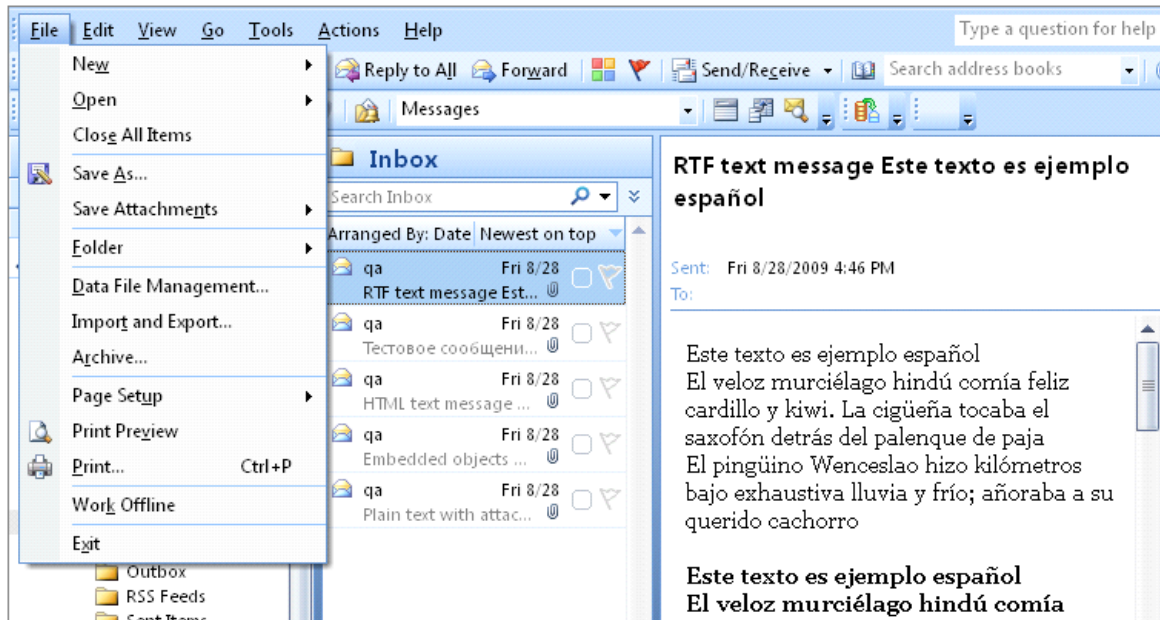 File Edit View Go Tools Actions Help
Type a question for help
New
Open
Close All Items
Save As...
Save Attachments
Folder
Data File Management...
Import and Export...
Archive...
Page Setup
Print Preview
Print... Ctrl+P
Work Offline
Exit
Outbox
RSS Feeds
Sent Items
Reply to All Forward Send/Receive Search address books
Messages
Inbox
Search Inbox
Arranged By: Date Newest on top
qa Fri 8/28
RTF text message Est...
qa Fri 8/28
Тестовое сообщени...
qa Fri 8/28
HTML text message ...
qa Fri 8/28
Embedded objects ...
qa Fri 8/28
Plain text with attac...
RTF text message Este texto es ejemplo
español
Sent: Fri 8/28/2009 4:46 PM
To:
Este texto es ejemplo español
El veloz murciélago hindú comía feliz
cardillo y kiwi. La cigüeña tocaba el
saxofón detrás del palenque de paja
El pingüino Wenceslao hizo kilómetros
bajo exhaustiva lluvia y frío; añoraba a su
querido cachorro
Este texto es ejemplo español
El veloz murciélago hindú comía